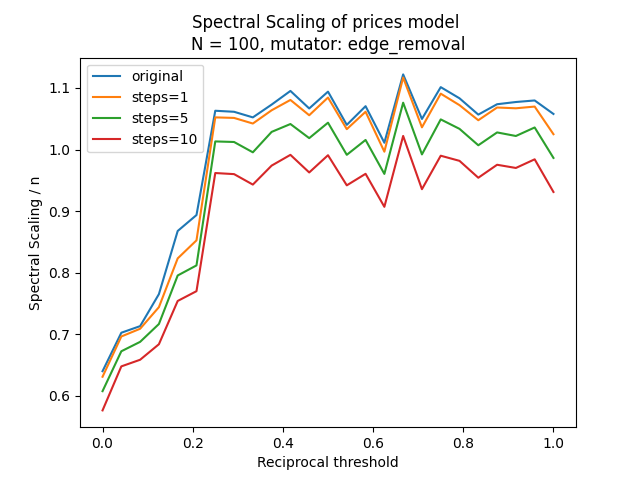 Spectral Scaling of prices model
N = 100, mutator: edge_removal
original
steps=1
steps=5
steps=10
Spectral Scaling / n
1.1
1.0
0.9
0.8
0.7
0.6
0.0 0.2 0.4 0.6 0.8 1.0
Reciprocal threshold